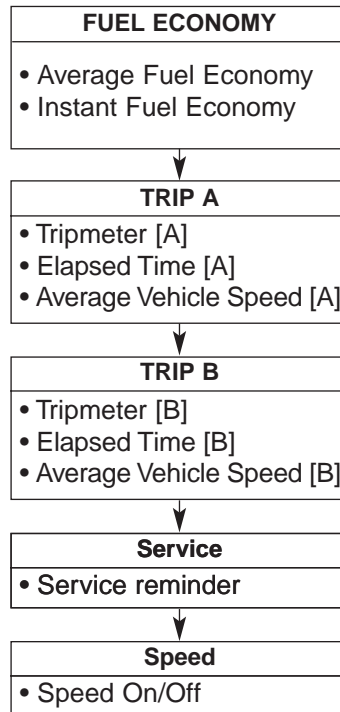 FUEL ECONOMY
• Average Fuel Economy
• Instant Fuel Economy
TRIP A
• Tripmeter [A]
• Elapsed Time [A]
• Average Vehicle Speed [A]
TRIP B
• Tripmeter [B]
• Elapsed Time [B]
• Average Vehicle Speed [B]
Service
• Service reminder
Speed
• Speed On/Off